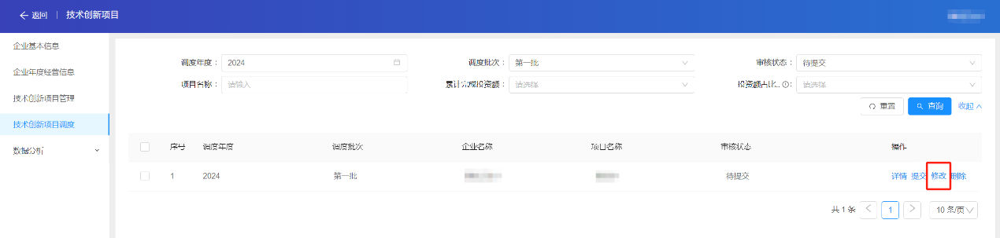 返回 技术创新项目
企业基本信息
企业年度经营信息
技术创新项目管理
技术创新项目调度
数据分析
调度年度： 2024 调度批次： 第一批 审核状态： 待提交
项目名称： 请输入 累计完成投资额： 请选择 投资额占比...： 请选择
重置 查询 收起
序号 调度年度 调度批次 企业名称 项目名称 审核状态 操作
1 2024 第一批 待提交 详情 提交 修改 删除
共 1 条 1 10 条/页